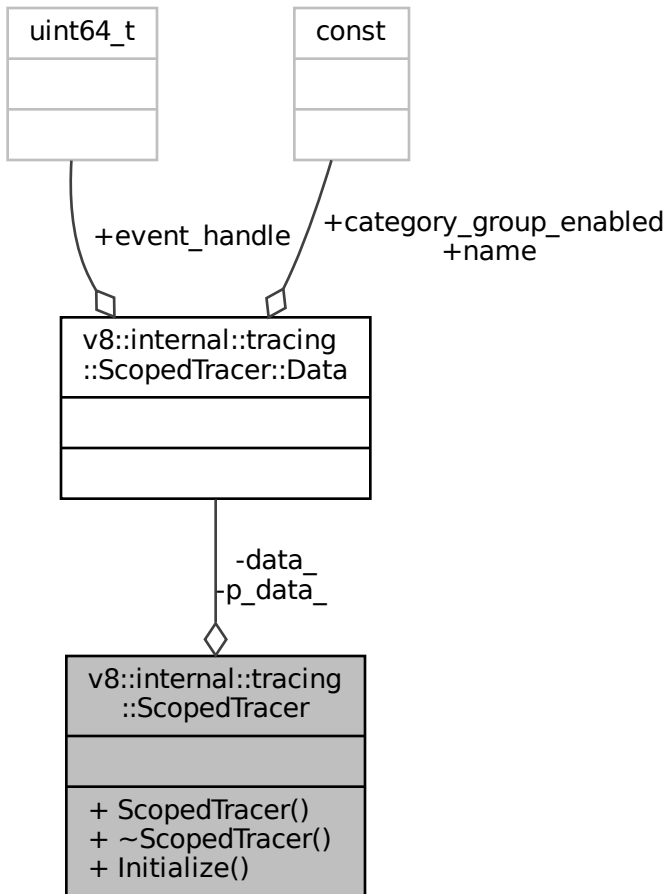 uint64_t
const
+event_handle
+category_group_enabled
+name
v8::internal::tracing
::ScopedTracer::Data
-data_
-p_data_
v8::internal::tracing
::ScopedTracer
+ ScopedTracer()
+ ~ScopedTracer()
+ Initialize()